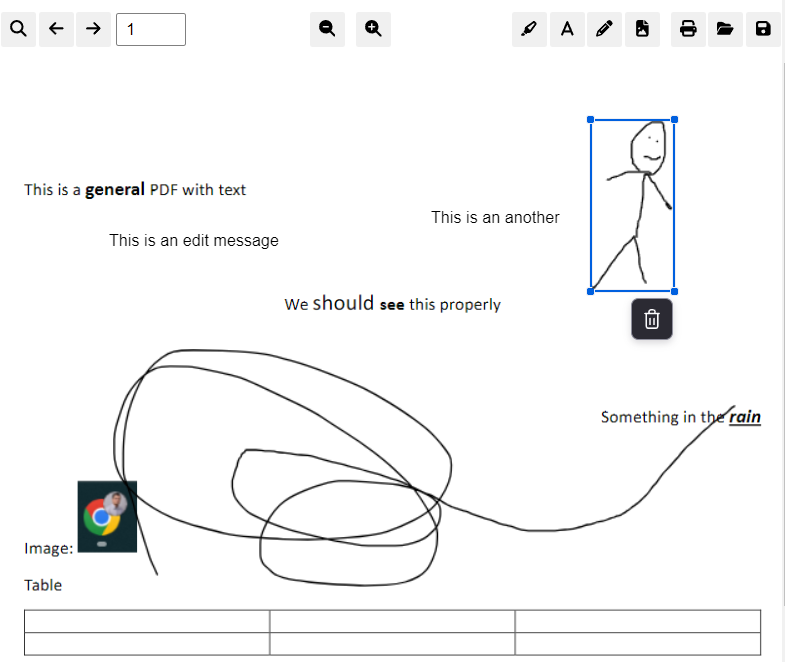 1
A
This is a general PDF with text
This is an another
This is an edit message
We should see this properly
Something in the rain
Image:
Table